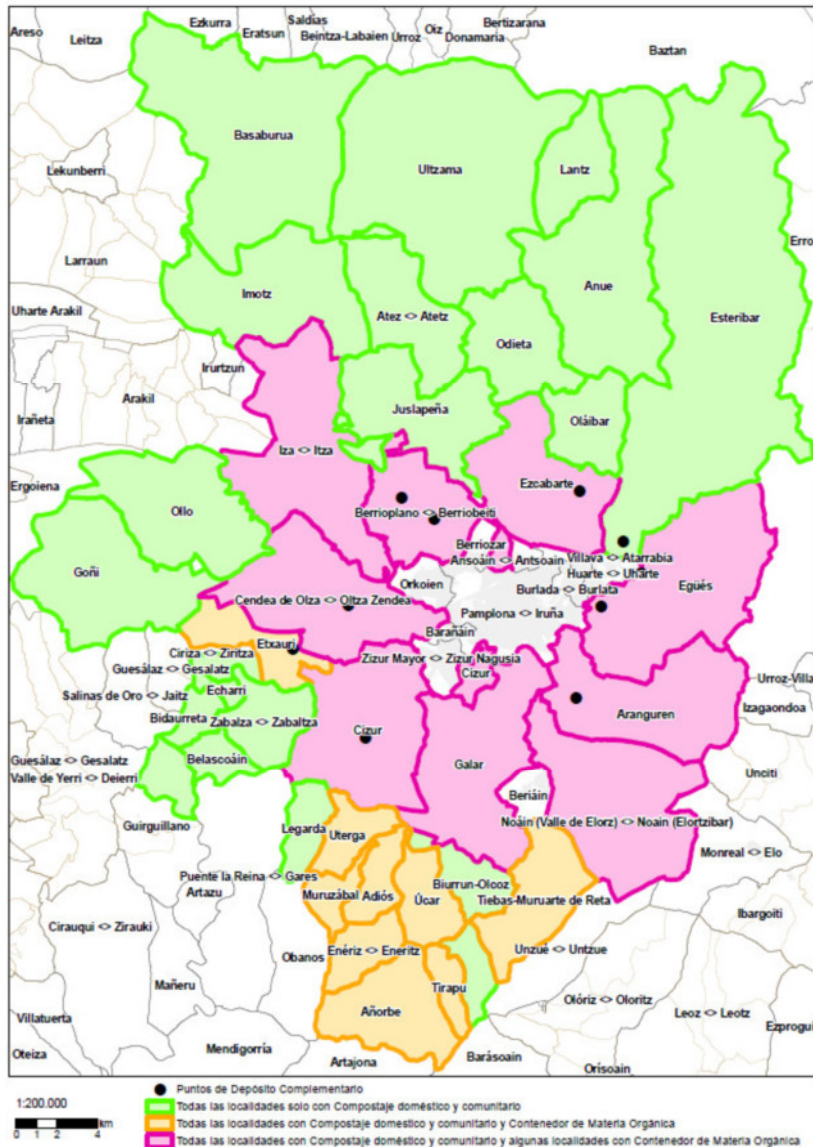 Ezkurra
Saldías
Bertizarana
Areso
Leitza
Eratsun
Beintza-Labaien
Urroz
Oiz
Donamaria
Baztan
Basaburua
Ultzama
Lantz
Lekunberri
Erro
Larraun
Imotz
Anue
Uharte Arakil
Atez <> Atetz
Esteribar
Odieta
Irurtzun
Arakil
Juslapeña
Irañeta
Oláibar
Iza <> Itza
Ergoiena
Ezcabarte
Ollo
Berrioplano <> Berriobeiti
Goñi
Berriozar
Ansoáin <> Antsoain
Villava <> Atarrabia
Huarte <> Uharte
Egüés
Orkoien
Burlada <> Burlata
Cendea de Olza <> Oltza Zendea
Pamplona <> Iruña
Barañáin
Etxauri
Ciriza <> Ziritza
Zizur Mayor <> Zizur Nagusia
Guesálaz <> Gesalatz
Cizur
Urroz-Villa
Salinas de Oro <> Jaitz
Echarri
Aranguren
Izagaondoa
Bidaurreta
Zabalza <> Zabaltza
Cizur
Guesálaz <> Gesalatz
Belascoáin
Galar
Valle de Yerri <> Deierri
Unciti
Beriáin
Noáin (Valle de Elorz) <> Noain (Elortzibar)
Guirguillano
Legarda
Uterga
Monreal <> Elo
Puente la Reina <> Gares
Biurrun-Olcoz
Artazu
Muruzábal
Adiós
Úcar
Tiebas-Muruarte de Reta
Ibargoiti
Cirauqui <> Zirauki
Enériz <> Eneritz
Unzué <> Untzue
Obanos
Mañeru
Tirapu
Olóriz <> Oloritz
Villatuerta
Añorbe
Leoz <> Leotz
Ezprogui
Oteiza
Mendigorría
Artajona
Barásoain
Orísoain
Puntos de Depósito Complementario
1:200.000
Todas las localidades solo con Compostaje doméstico y comunitario
Todas las localidades con Compostaje doméstico y comunitario y Contenedor de Materia Orgánica
0 1 2 4 km
Todas las localidades con Compostaje doméstico y comunitario y algunas localidades con Contenedor de Materia Orgánica